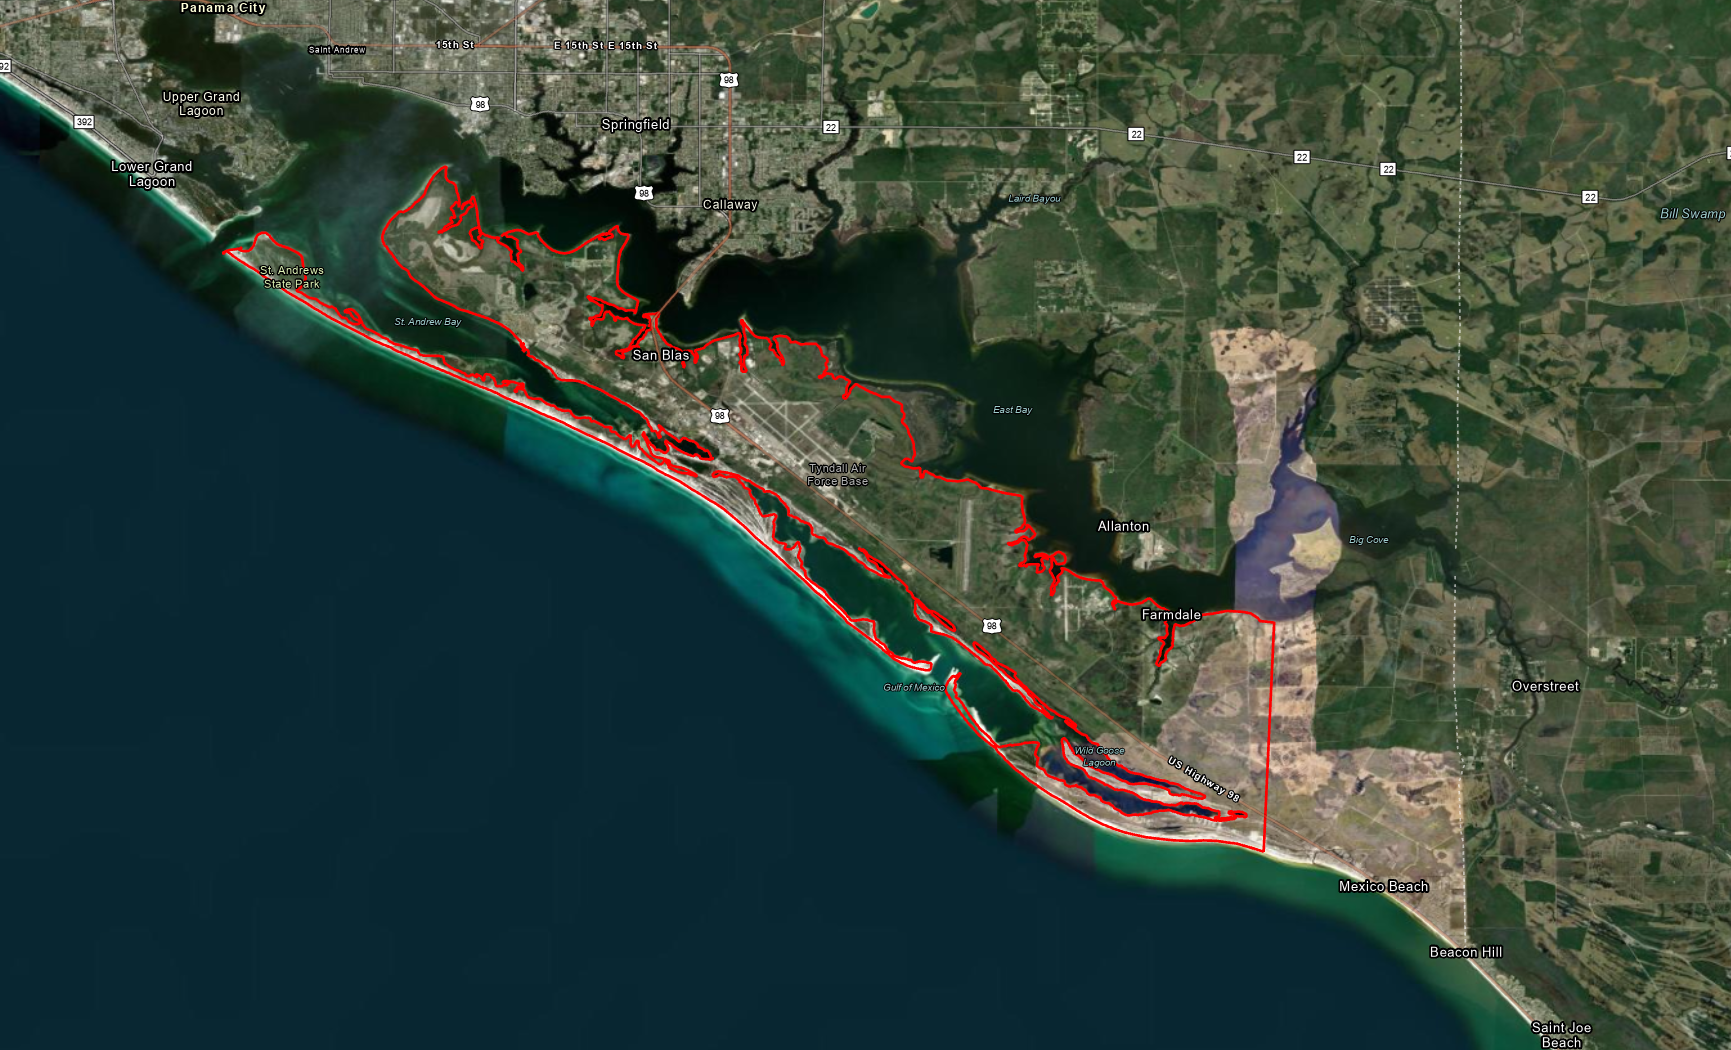 Panama City
Saint Andrew
15th St
E 15th St E 15th St
92
98
Upper Grand
Lagoon
98
392
Springfield
22
22
22
22
Lower Grand
Lagoon
98
Callaway
Laird Bayou
22
Bill Swamp
St. Andrews
State Park
St. Andrew Bay
San Blas
98
East Bay
Tyndall Air
Force Base
Allanton
Big Cove
Farmdale
98
Gulf of Mexico
Overstreet
Wild Goose
Lagoon
US Highway 98
Mexico Beach
Beacon Hill
Saint Joe
Beach